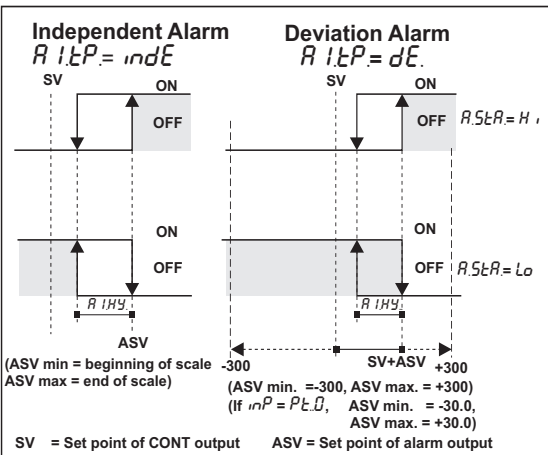 Independent Alarm
A1.tP.= indE
Deviation Alarm
A1.tP.= dE.
SV
ON
OFF
SV
ON
OFF
A.StA.= Hi
ON
OFF
A1.HY.
ON
OFF
A.StA.= Lo
A1.HY.
ASV
(ASV min = beginning of scale
ASV max = end of scale)
-300
SV+ASV
+300
(ASV min. =-300, ASV max. = +300)
(If inP = Pt.0, ASV min. = -30.0,
ASV max. = +30.0)
SV = Set point of CONT output ASV = Set point of alarm output